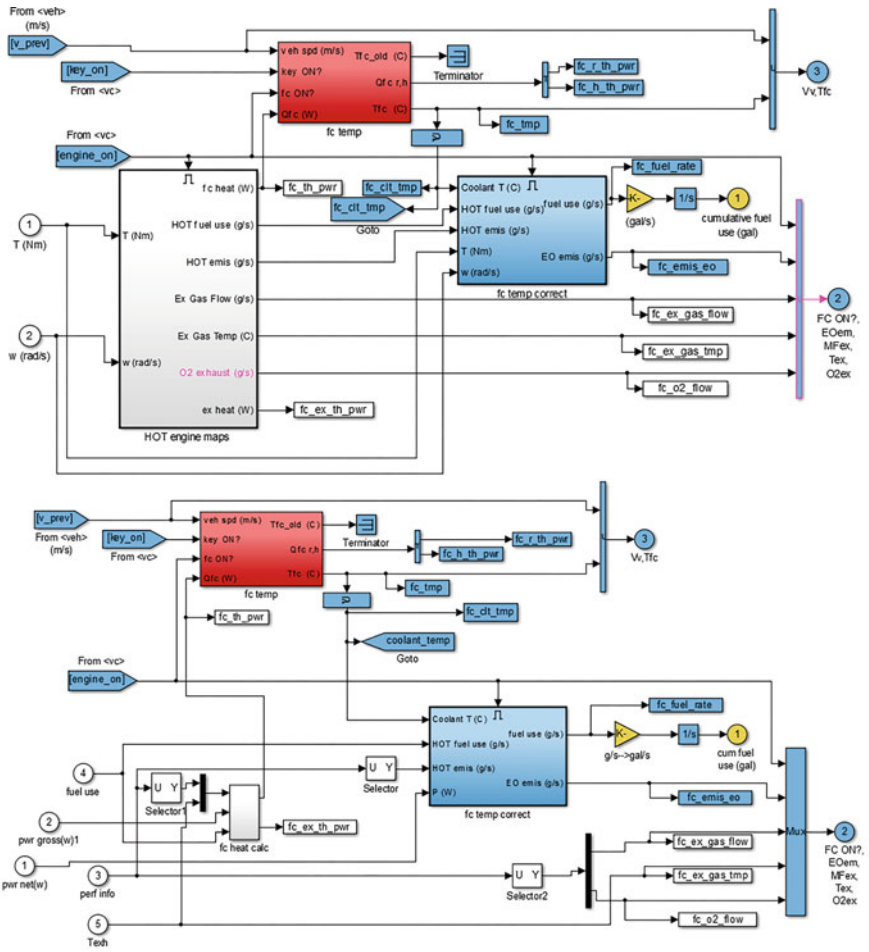 From <veh>
(m/s)
[v_prev]
[key_on]
From <vc>
veh spd (m/s)
key ON?
fc ON?
Qfc (W)
Tfc_old (C)
Qfc r,h
Tfc (C)
fc temp
Terminator
fc_r_th_pwr
fc_h_th_pwr
fc_tmp
3
Vv,Tfc
From <vc>
[engine_on]
fc heat (W)
HOT fuel use (g/s)
HOT emis (g/s)
Ex Gas Flow (g/s)
Ex Gas Temp (C)
O2 exhaust (g/s)
ex heat (W)
T (Nm)
w (rad/s)
HOT engine maps
1
T (Nm)
2
w (rad/s)
fc_th_pwr
fc_clt_tmp
fc_clt_tmp
Goto
Coolant T (C)
HOT fuel use (g/s)
HOT emis (g/s)
T (Nm)
w (rad/s)
fuel use (g/s)
EO emis (g/s)
fc temp correct
fc_fuel_rate
K-
(gal/s)
1/s
1
cumulative fuel
use (gal)
fc_emis_eo
fc_ex_gas_flow
fc_ex_gas_tmp
fc_o2_flow
fc_ex_th_pwr
2
FC ON?,
EOem,
MFex,
Tex,
O2ex
[v_prev]
From <veh>
(m/s)
[key_on]
From <vc>
veh spd (m/s)
key ON?
fc ON?
Qfc (W)
Tfc_old (C)
Qfc r,h
Tfc (C)
fc temp
Terminator
fc_r_th_pwr
fc_h_th_pwr
fc_tmp
fc_clt_tmp
coolant_temp
Goto
3
Vv,Tfc
fc_th_pwr
From <vc>
[engine_on]
Coolant T (C)
HOT fuel use (g/s)
HOT emis (g/s)
P (W)
fuel use (g/s)
EO emis (g/s)
fc temp correct
fc_fuel_rate
K-
g/s-->gal/s
1/s
1
cum fuel
use (gal)
fc_emis_eo
4
fuel use
U Y
Selector1
U Y
Selector
2
pwr gross(w)1
fc heat calc
fc_ex_th_pwr
1
pwr net(w)
3
perf info
U Y
Selector2
5
Texh
fc_ex_gas_flow
fc_ex_gas_tmp
fc_o2_flow
Mux
2
FC ON?,
EOem,
MFex,
Tex,
O2ex